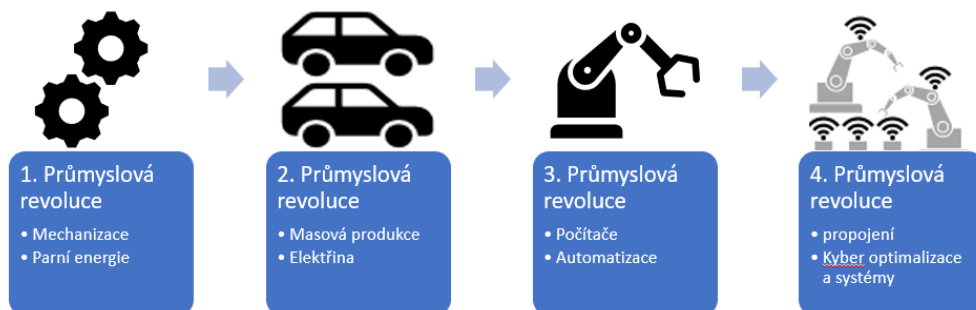 1. Průmyslová
revoluce
• Mechanizace
• Parní energie
2. Průmyslová
revoluce
• Masová produkce
• Elektřina
3. Průmyslová
revoluce
• Počítače
• Automatizace
4. Průmyslová
revoluce
• propojení
• Kyber optimalizace
a systémy